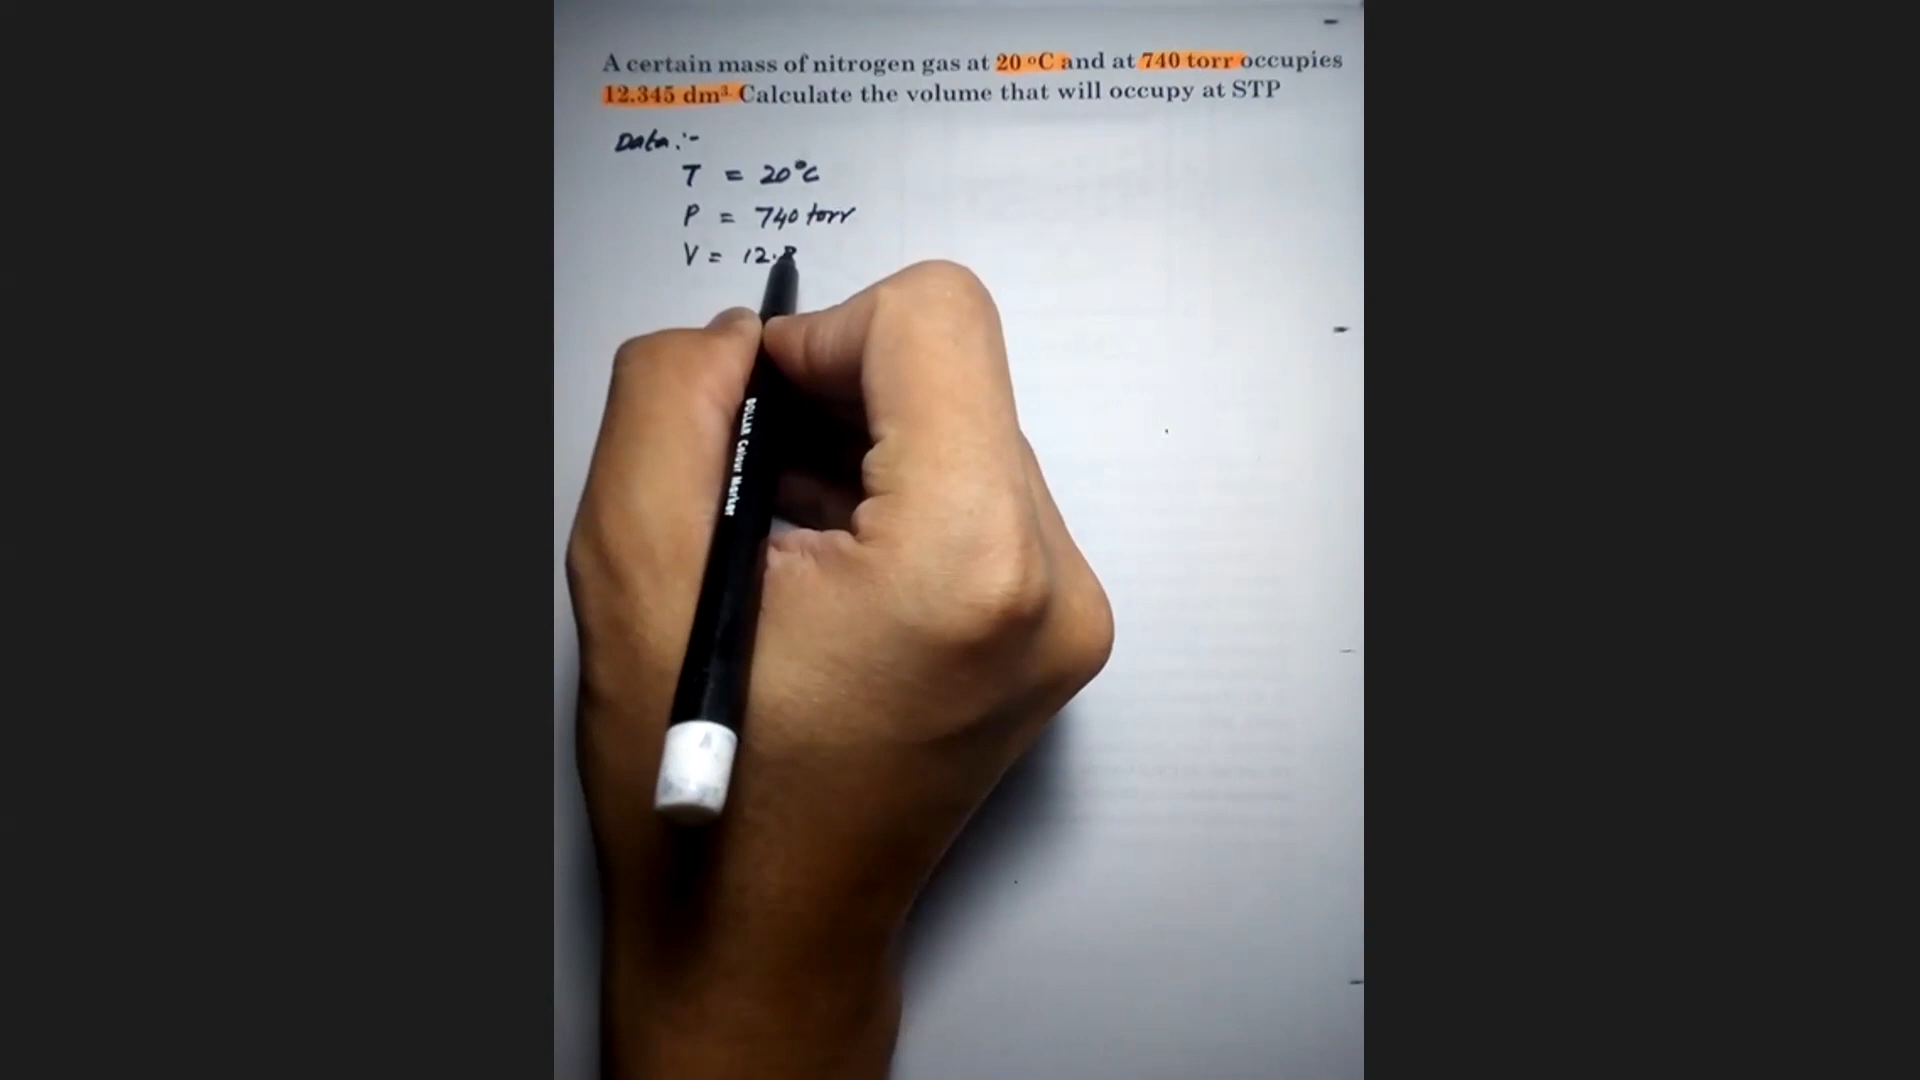 A certain mass of nitrogen gas at 20 ºC and at 740 torr occupies
12.345 dm³ Calculate the volume that will occupy at STP
Data :-
T = 20°C
P = 740 torr
V = 12.
DOLLAR Colour Marker